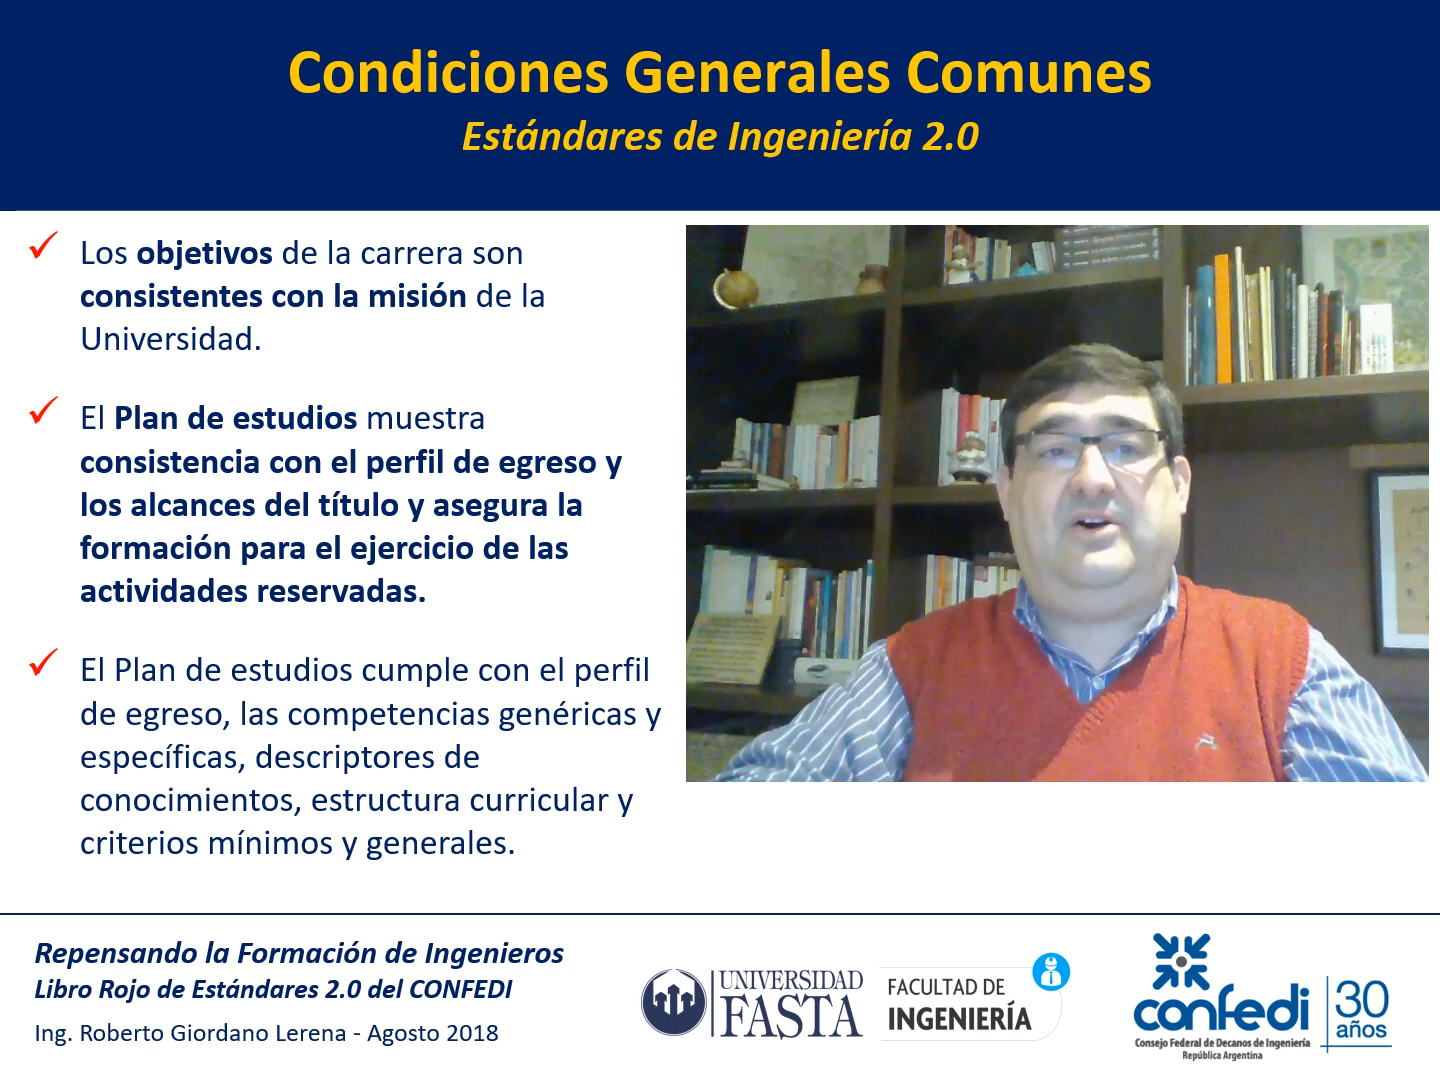 Condiciones Generales Comunes
Estándares de Ingeniería 2.0
Los objetivos de la carrera son
consistentes con la misión de la
Universidad.
El Plan de estudios muestra
consistencia con el perfil de egreso y
los alcances del título y asegura la
formación para el ejercicio de las
actividades reservadas.
El Plan de estudios cumple con el perfil
de egreso, las competencias genéricas y
específicas, descriptores de
conocimientos, estructura curricular y
criterios mínimos y generales.
Repensando la Formación de Ingenieros
Libro Rojo de Estándares 2.0 del CONFEDI
Ing. Roberto Giordano Lerena - Agosto 2018
UNIVERSIDAD
FASTA
FACULTAD DE
INGENIERÍA
confedi
Consejo Federal de Decanos de Ingeniería
República Argentina
30
años